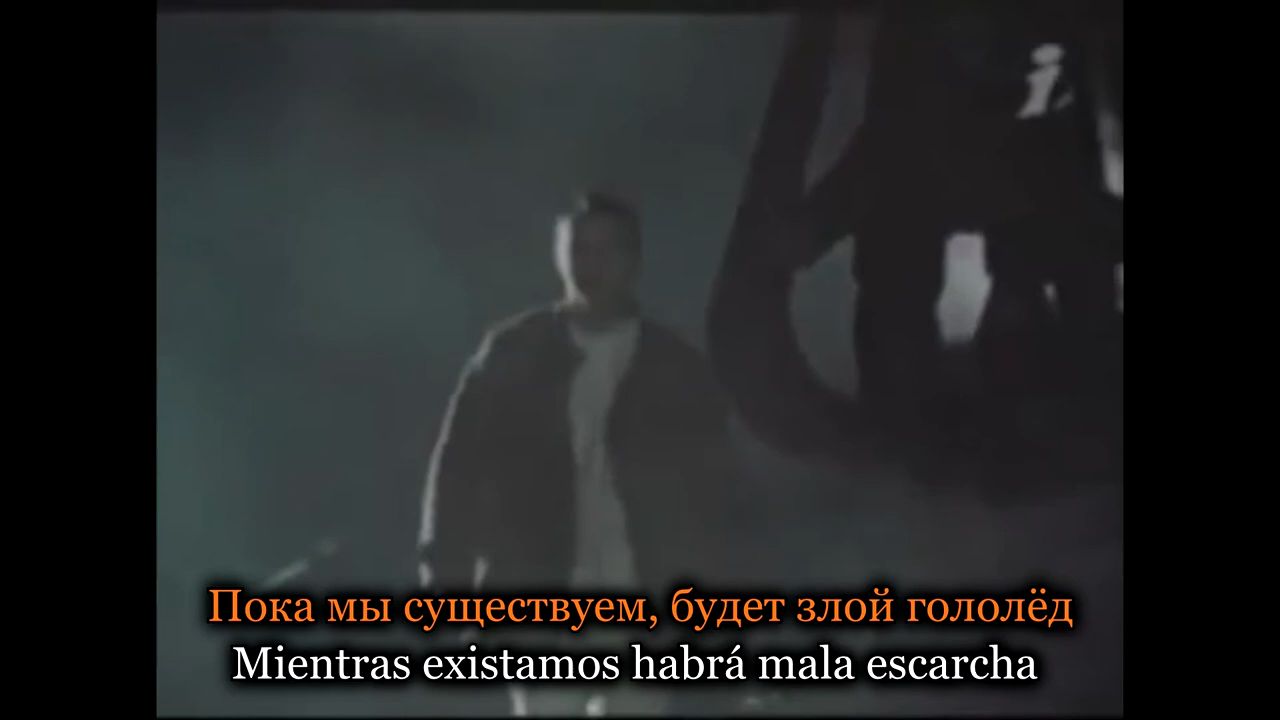 Пока мы существуем, будет злой гололёд
Mientras existamos habrá mala escarcha